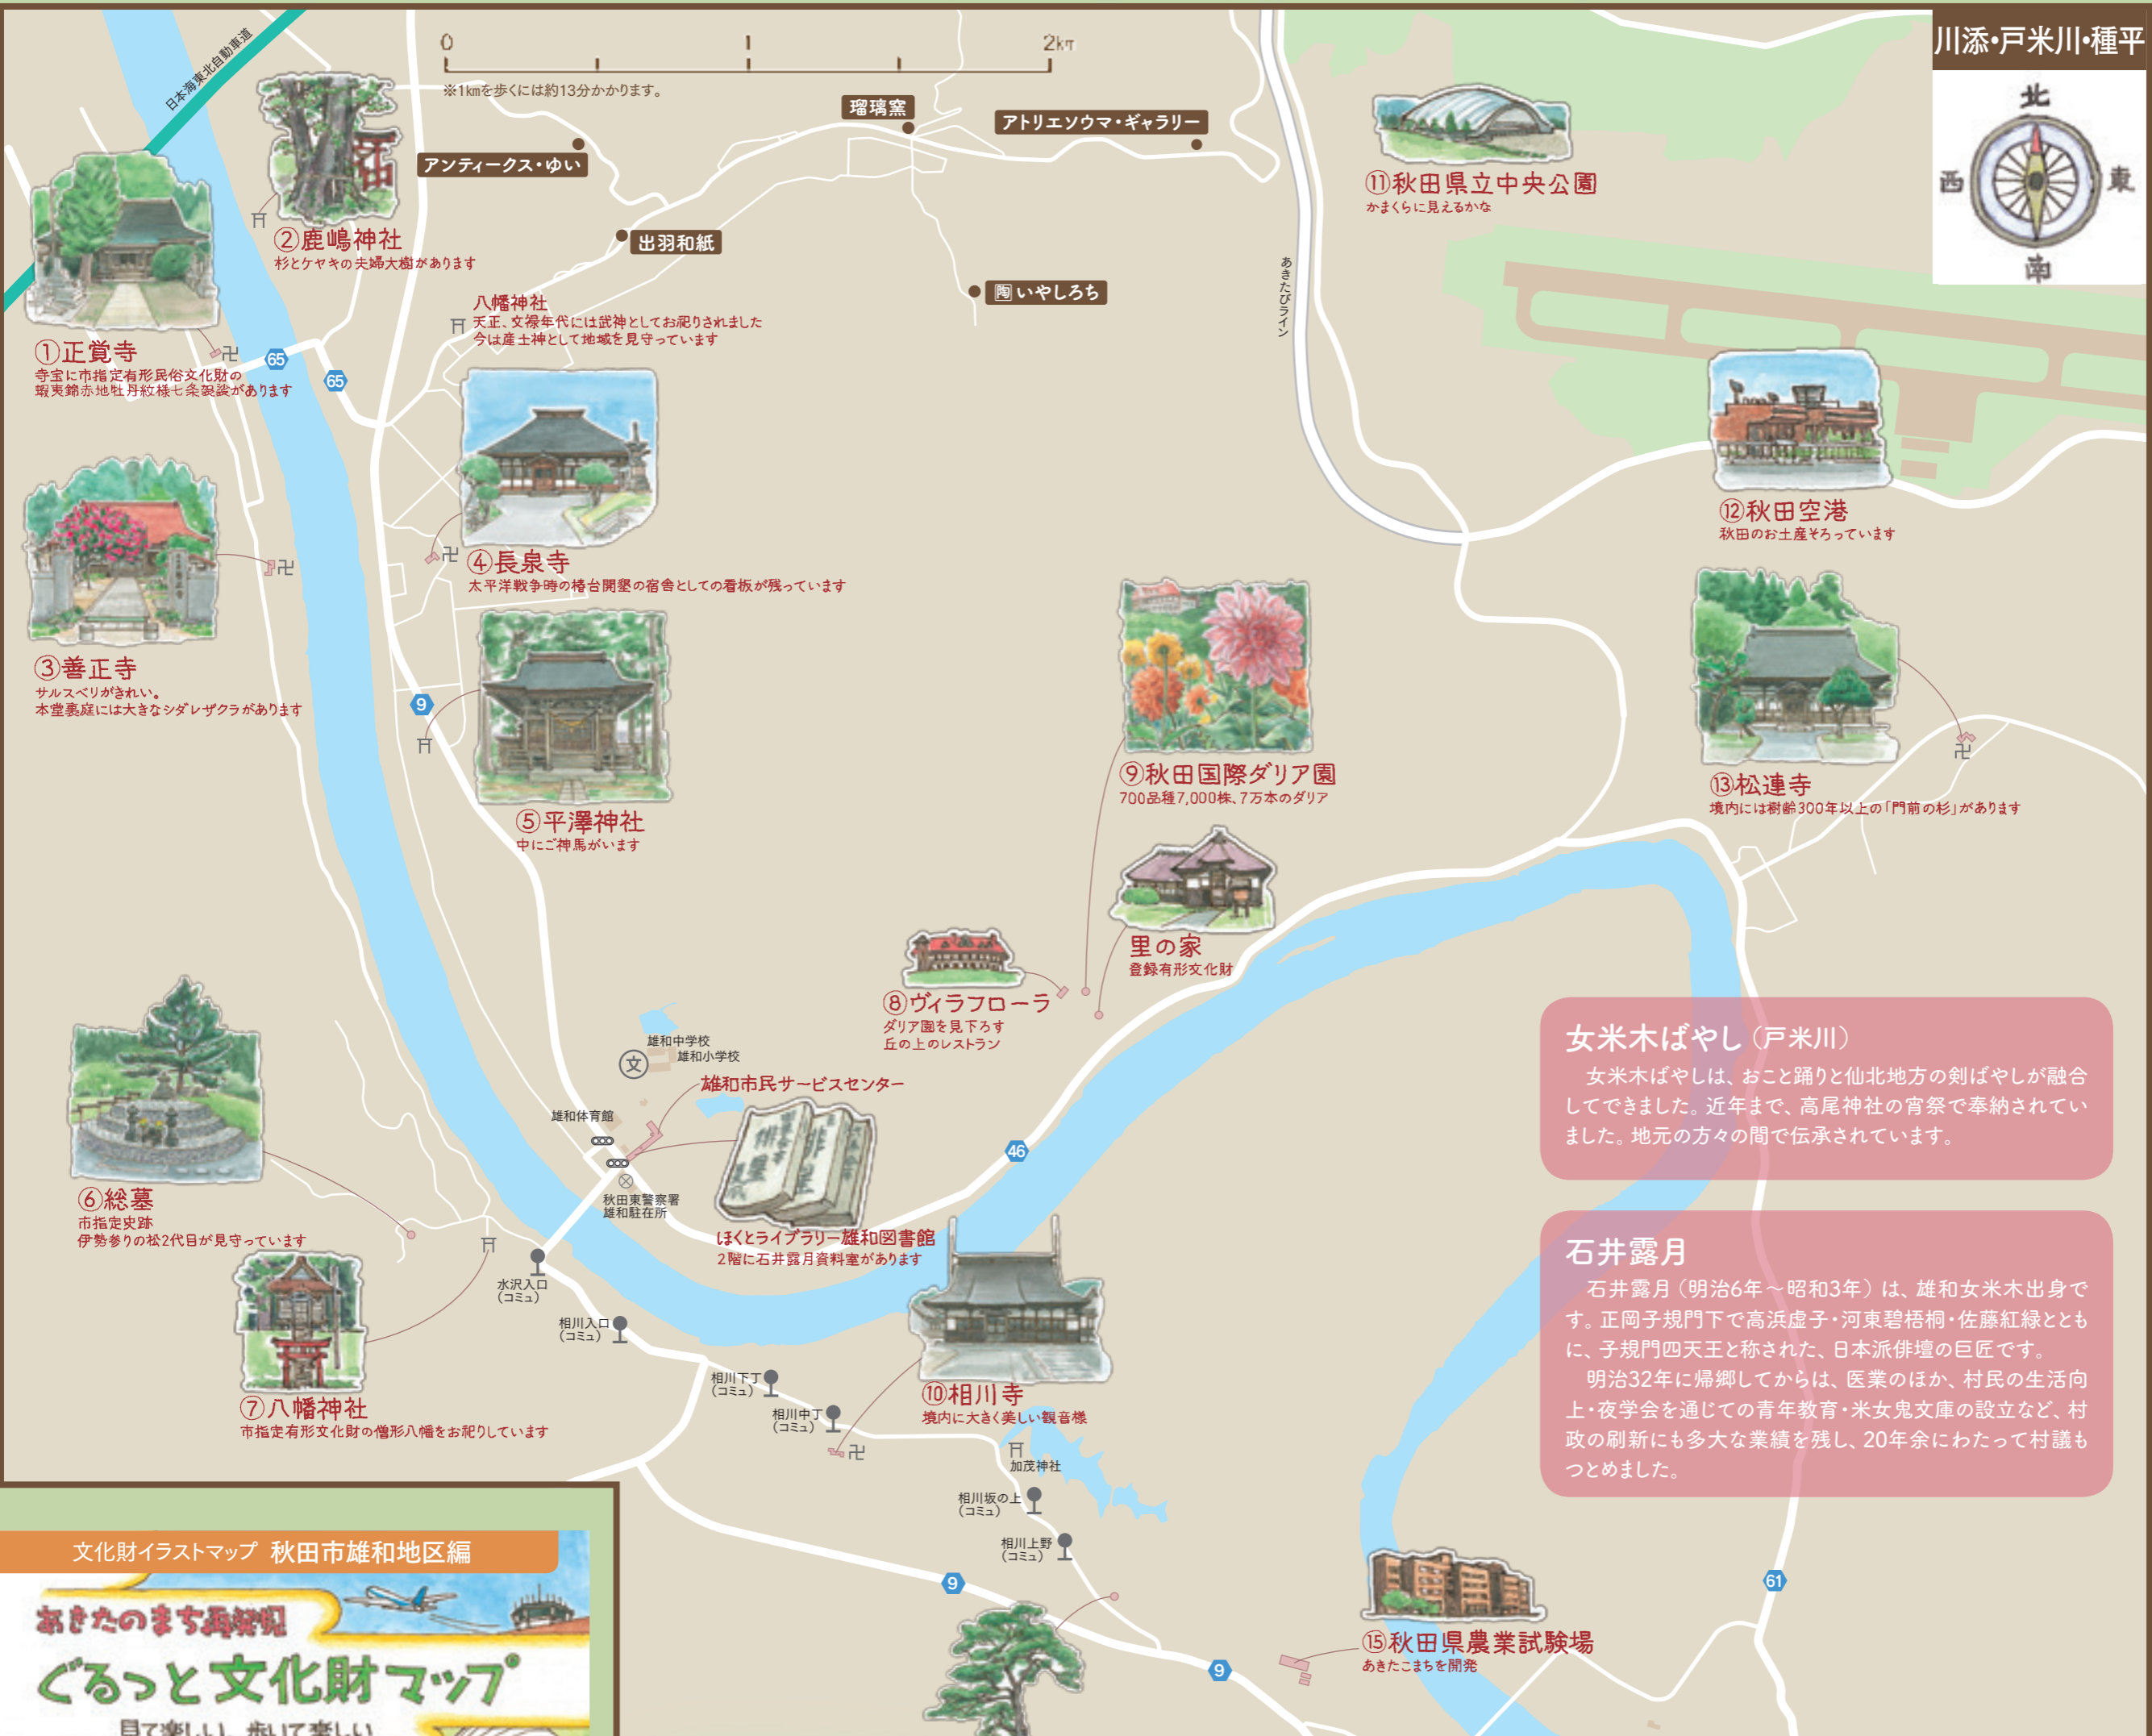 川添・戸米川・種平
北
西
東
南
日本海東北自動車道
0
1
2km
※1kmを歩くには約13分かかります。
瑠璃窯
アトリエソウマ・ギャラリー
アンティークス・ゆい
出羽和紙
陶いやしろち
あきたびライン
⑪秋田県立中央公園
かまくらに見えるかな
②鹿嶋神社
杉とケヤキの夫婦大樹があります
八幡神社
天正、文禄年代には武神としてお祀りされました
今は産土神として地域を見守っています
①正覚寺
寺宝に市指定有形民俗文化財の
蝦夷錦赤地牡丹紋様七条袈裟があります
65
65
④長泉寺
太平洋戦争時の椿台開墾の宿舎としての看板が残っています
⑫秋田空港
秋田のお土産そろっています
③善正寺
サルスベリがきれい。
本堂裏庭には大きなシダレザクラがあります
9
⑤平澤神社
中にご神馬がいます
⑨秋田国際ダリア園
700品種7,000株、7万本のダリア
⑬松連寺
境内には樹齢300年以上の「門前の杉」があります
里の家
登録有形文化財
⑧ヴィラフローラ
ダリア園を見下ろす
丘の上のレストラン
雄和中学校
文
雄和小学校
雄和市民サービスセンター
雄和体育館
秋田東警察署
雄和駐在所
46
ほくとライブラリー雄和図書館
2階に石井露月資料室があります
⑥総墓
市指定史跡
伊勢参りの松2代目が見守っています
水沢入口
(コミュ)
相川入口
(コミュ)
⑦八幡神社
市指定有形文化財の僧形八幡をお祀りしています
相川下丁
(コミュ)
相川中丁
(コミュ)
⑩相川寺
境内に大きく美しい観音様
加茂神社
相川坂の上
(コミュ)
相川上野
(コミュ)
9
9
61
⑮秋田県農業試験場
あきたこまちを開発
女米木ばやし（戸米川）
女米木ばやしは、おこと踊りと仙北地方の剣ばやしが融合
してできました。近年まで、高尾神社の宵祭で奉納されてい
ました。地元の方々の間で伝承されています。
石井露月
石井露月（明治6年～昭和3年）は、雄和女米木出身で
す。正岡子規門下で高浜虚子・河東碧梧桐・佐藤紅緑ととも
に、子規門四天王と称された、日本派俳壇の巨匠です。
明治32年に帰郷してからは、医業のほか、村民の生活向
上・夜学会を通じての青年教育・米女鬼文庫の設立など、村
政の刷新にも多大な業績を残し、20年余にわたって村議も
つとめました。
文化財イラストマップ 秋田市雄和地区編
あきたのまち再発見
ぐるっと文化財マップ®
見て楽しい、歩いて楽しい